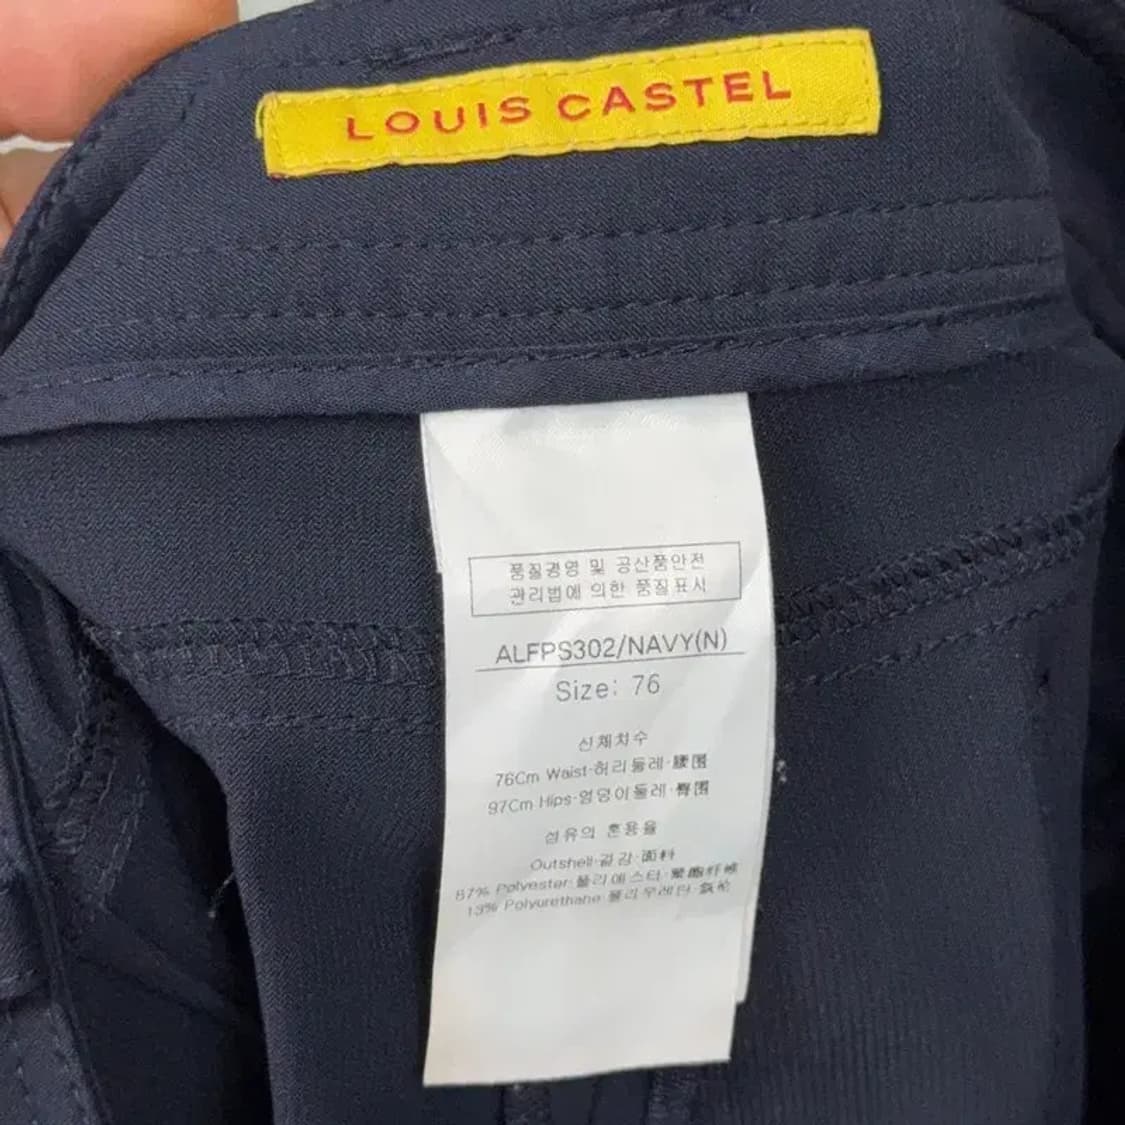 LOUIS CASTEL
품질경영 및 공산품안전
관리법에 의한 품질표시
ALFPS302/NAVY(N)
Size: 76
신체치수
76Cm Waist·허리둘레·腰围
97Cm Hips·엉덩이둘레·臀围
섬유의 혼용율
Outshell·겉감·面料
87% Polyester·폴리에스터·聚酯纤维
13% Polyurethane·폴리우레탄·氨纶